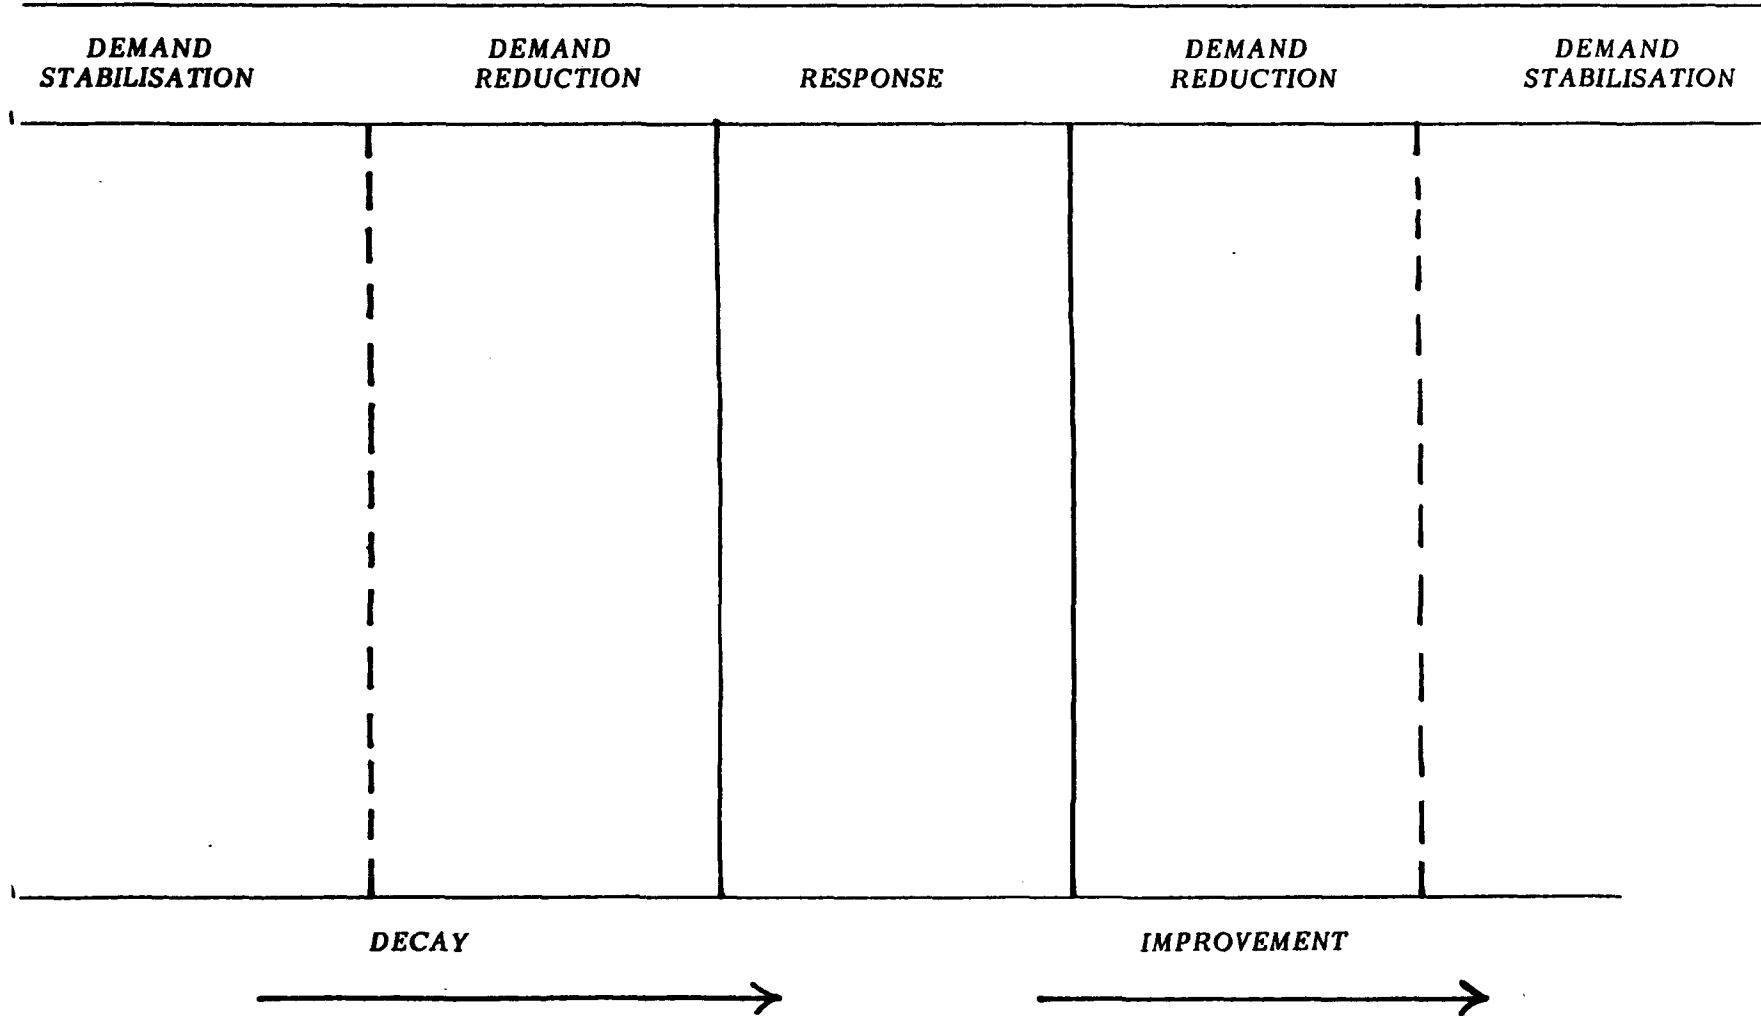 DEMAND
STABILISATION
DEMAND
REDUCTION
RESPONSE
DEMAND
REDUCTION
DEMAND
STABILISATION
DECAY
IMPROVEMENT